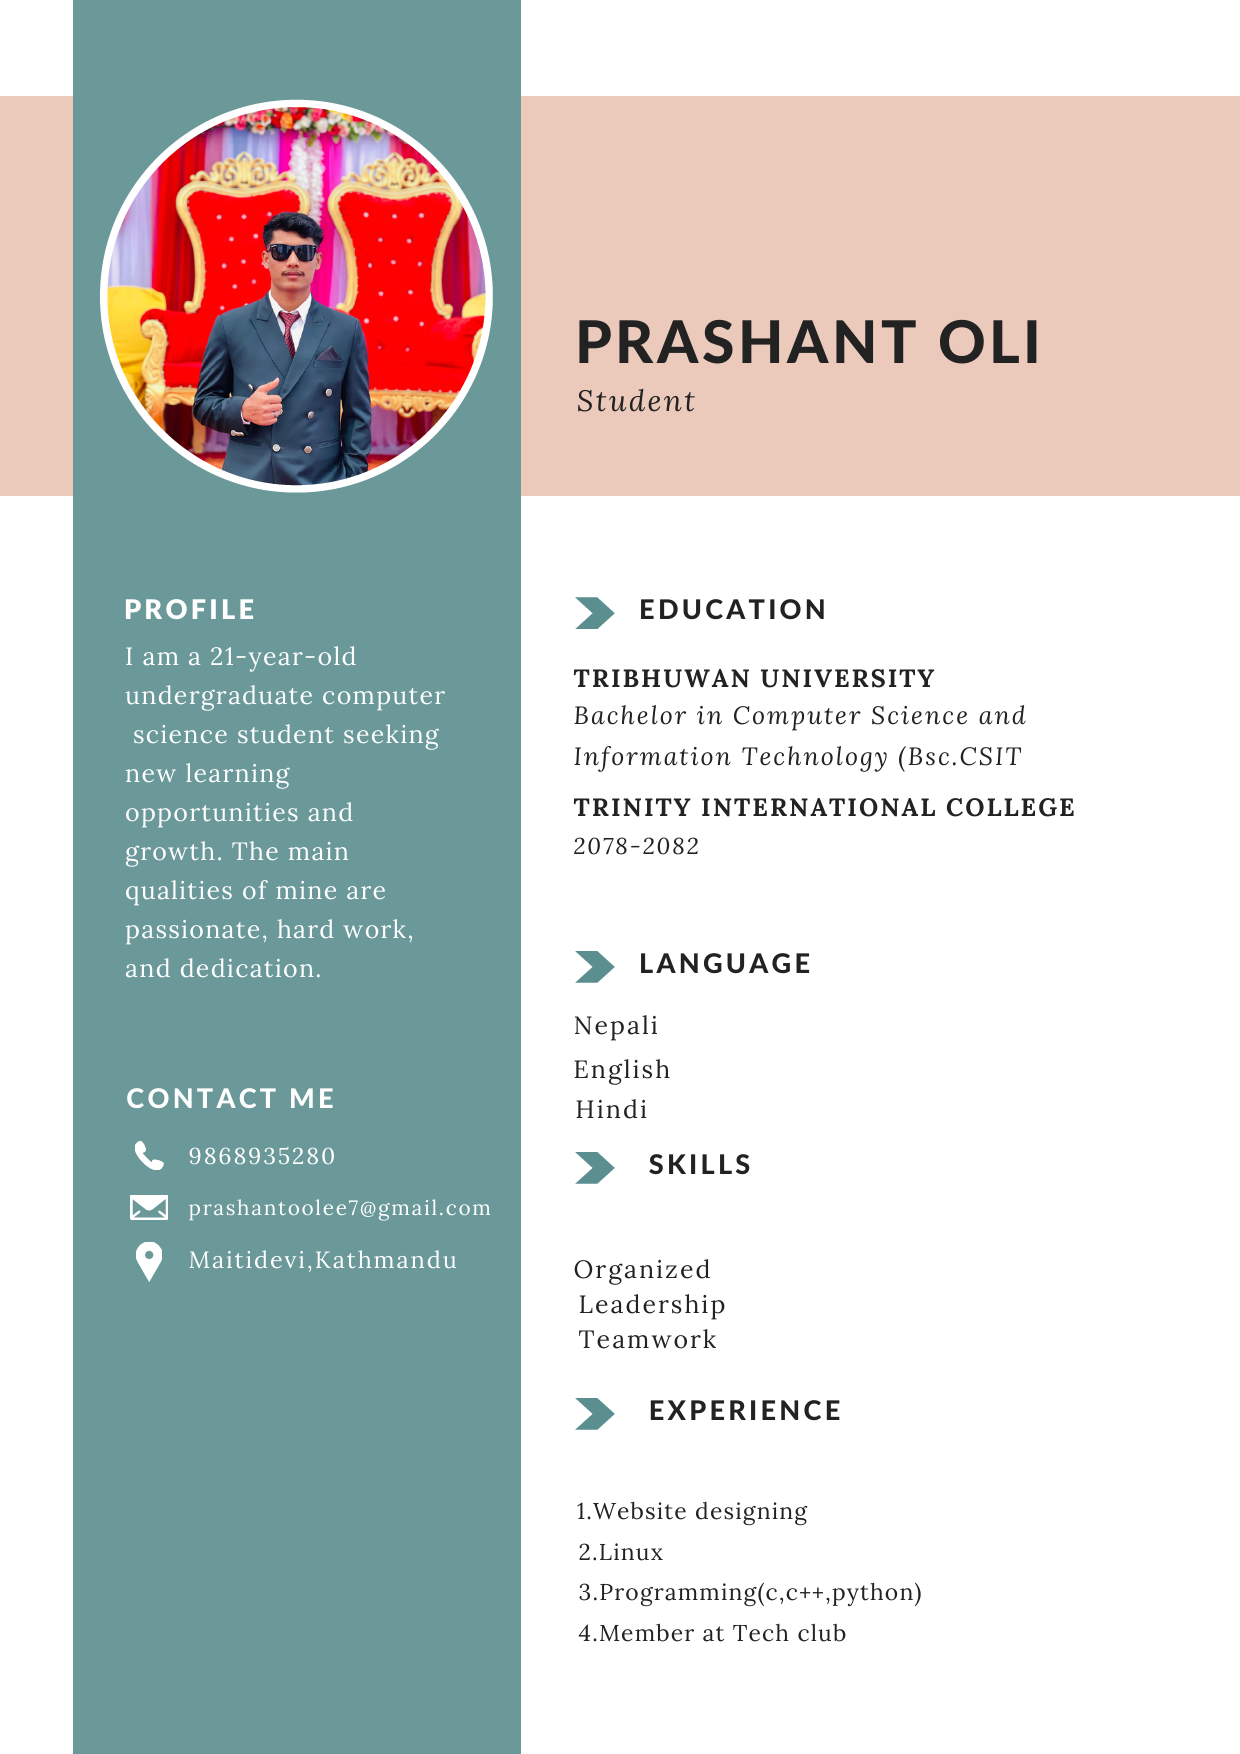 PRASHANT OLI
Student
PROFILE
I am a 21-year-old
undergraduate computer
science student seeking
new learning
opportunities and
growth. The main
qualities of mine are
passionate, hard work,
and dedication.
CONTACT ME
9868935280
prashantoolee7@gmail.com
Maitidevi,Kathmandu
EDUCATION
TRIBHUWAN UNIVERSITY
Bachelor in Computer Science and
Information Technology (Bsc.CSIT
TRINITY INTERNATIONAL COLLEGE
2078-2082
LANGUAGE
Nepali
English
Hindi
SKILLS
Organized
Leadership
Teamwork
EXPERIENCE
1.Website designing
2.Linux
3.Programming(c,c++,python)
4.Member at Tech club